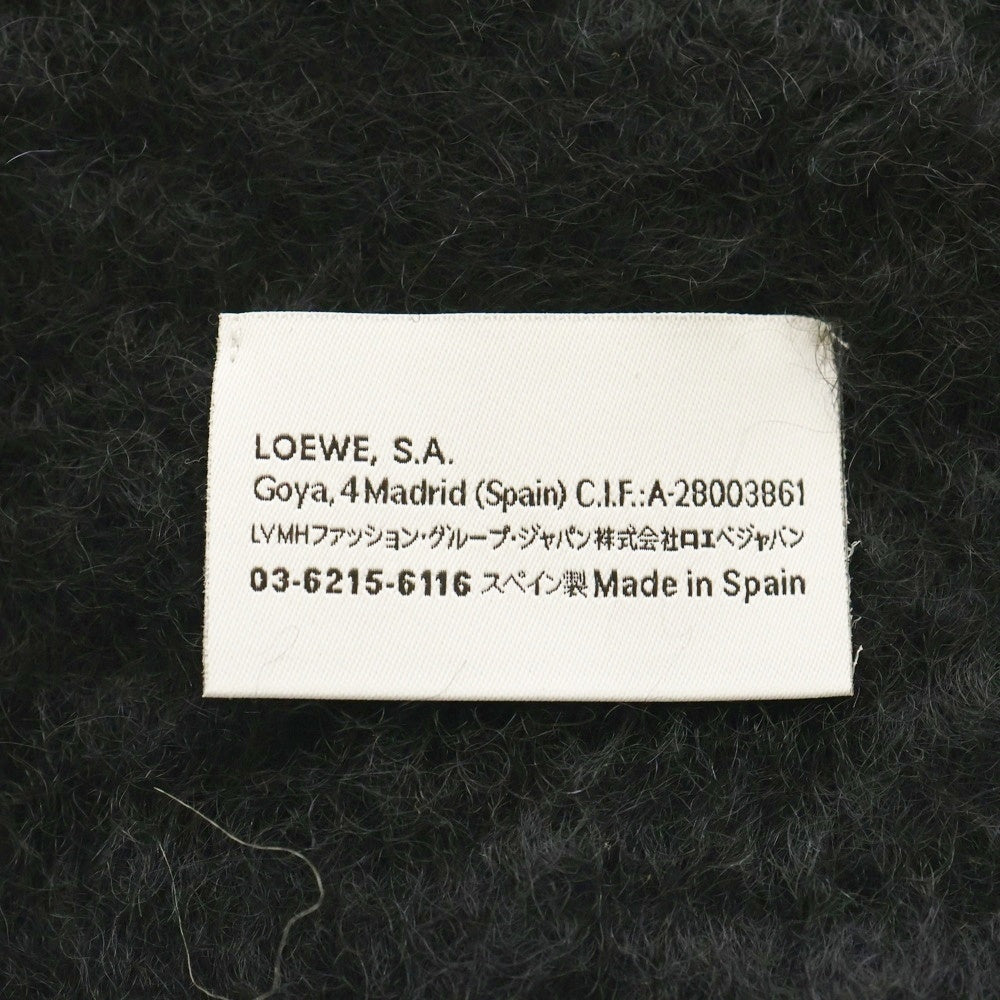 LOEWE, S.A.
Goya, 4 Madrid (Spain) C.I.F.: A-28003861
LVMHファッション・グループ・ジャパン株式会社ロエベジャパン
03-6215-6116 スペイン製 Made in Spain